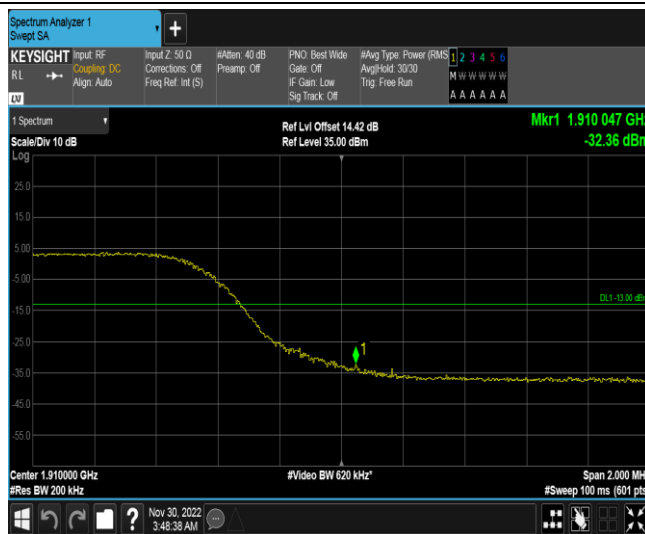 Spectrum Analyzer 1
Swept SA
KEYSIGHT
RL
LXI
Input: RF
Coupling: DC
Align: Auto
Input Z: 50 Ω
Corrections: Off
Freq Ref: Int (S)
#Atten: 40 dB
Preamp: Off
PNO: Best Wide
Gate: Off
IF Gain: Low
Sig Track: Off
#Avg Type: Power (RMS
Avg|Hold: 30/30
Trig: Free Run
1 2 3 4 5 6
M W W W W W
A A A A A A
1 Spectrum
Scale/Div 10 dB
Log
Ref Lvl Offset 14.42 dB
Ref Level 35.00 dBm
Mkr1 1.910 047 GH
-32.36 dBm
25.0
15.0
5.00
-5.00
-15.0
-25.0
-35.0
-45.0
-55.0
DL1 -13.00 dBm
1
Center 1.910000 GHz
#Res BW 200 kHz
#Video BW 620 kHz*
Span 2.000 MH
#Sweep 100 ms (601 pts
?
Nov 30, 2022
3:48:38 AM